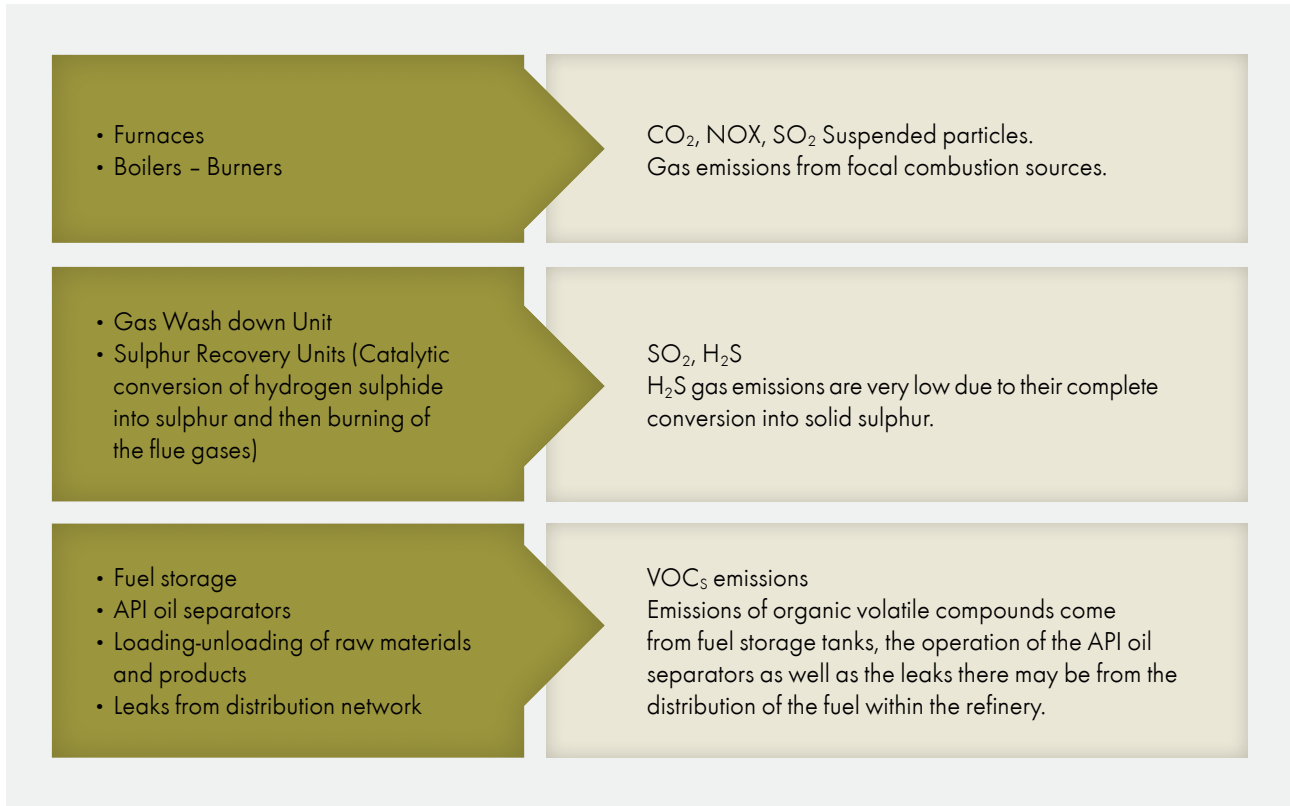 • Furnaces
• Boilers – Burners
CO₂, NOX, SO₂ Suspended particles.
Gas emissions from focal combustion sources.
• Gas Wash down Unit
• Sulphur Recovery Units (Catalytic
conversion of hydrogen sulphide
into sulphur and then burning of
the flue gases)
SO₂, H₂S
H₂S gas emissions are very low due to their complete
conversion into solid sulphur.
• Fuel storage
• API oil separators
• Loading-unloading of raw materials
and products
• Leaks from distribution network
VOCₛ emissions
Emissions of organic volatile compounds come
from fuel storage tanks, the operation of the API oil
separators as well as the leaks there may be from the
distribution of the fuel within the refinery.